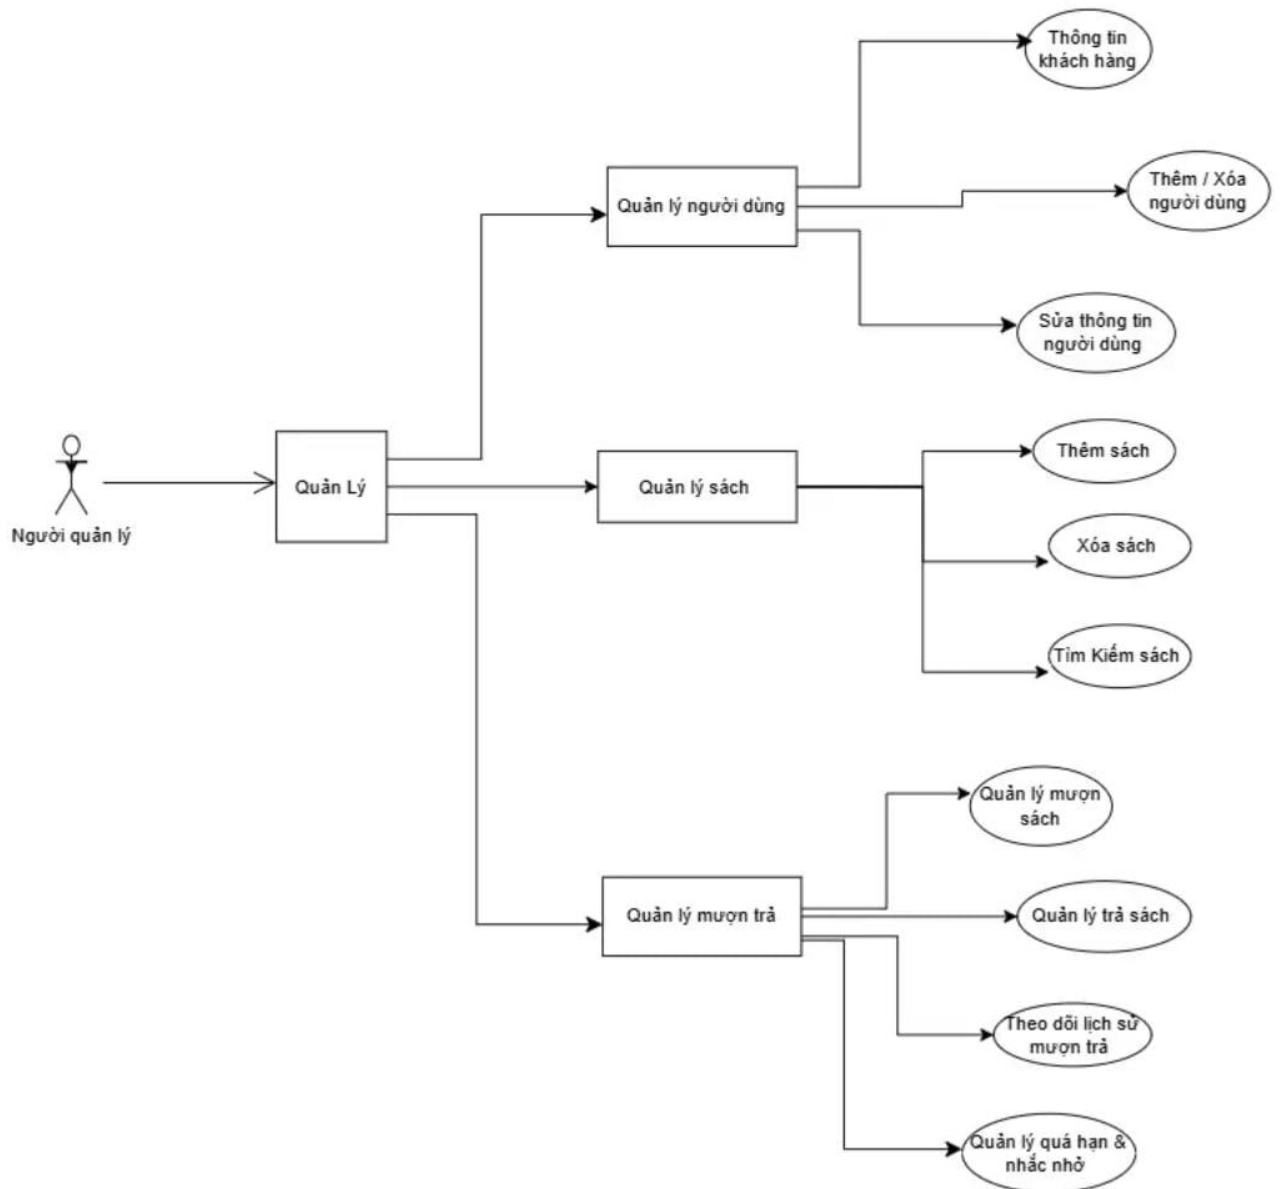 Thông tin
khách hàng
Thêm / Xóa
người dùng
Quản lý người dùng
Sửa thông tin
người dùng
Thêm sách
Quản Lý
Quản lý sách
Người quản lý
Xóa sách
Tìm Kiếm sách
Quản lý mượn
sách
Quản lý mượn trả
Quản lý trả sách
Theo dõi lịch sử
mượn trả
Quản lý quá hạn &
nhắc nhở